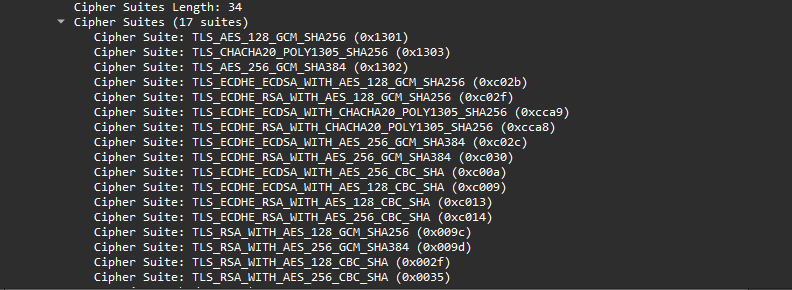 Cipher Suites Length: 34
Cipher Suites (17 suites)
Cipher Suite: TLS_AES_128_GCM_SHA256 (0x1301)
Cipher Suite: TLS_CHACHA20_POLY1305_SHA256 (0x1303)
Cipher Suite: TLS_AES_256_GCM_SHA384 (0x1302)
Cipher Suite: TLS_ECDHE_ECDSA_WITH_AES_128_GCM_SHA256 (0xc02b)
Cipher Suite: TLS_ECDHE_RSA_WITH_AES_128_GCM_SHA256 (0xc02f)
Cipher Suite: TLS_ECDHE_ECDSA_WITH_CHACHA20_POLY1305_SHA256 (0xcca9)
Cipher Suite: TLS_ECDHE_RSA_WITH_CHACHA20_POLY1305_SHA256 (0xcca8)
Cipher Suite: TLS_ECDHE_ECDSA_WITH_AES_256_GCM_SHA384 (0xc02c)
Cipher Suite: TLS_ECDHE_RSA_WITH_AES_256_GCM_SHA384 (0xc030)
Cipher Suite: TLS_ECDHE_ECDSA_WITH_AES_256_CBC_SHA (0xc00a)
Cipher Suite: TLS_ECDHE_ECDSA_WITH_AES_128_CBC_SHA (0xc009)
Cipher Suite: TLS_ECDHE_RSA_WITH_AES_128_CBC_SHA (0xc013)
Cipher Suite: TLS_ECDHE_RSA_WITH_AES_256_CBC_SHA (0xc014)
Cipher Suite: TLS_RSA_WITH_AES_128_GCM_SHA256 (0x009c)
Cipher Suite: TLS_RSA_WITH_AES_256_GCM_SHA384 (0x009d)
Cipher Suite: TLS_RSA_WITH_AES_128_CBC_SHA (0x002f)
Cipher Suite: TLS_RSA_WITH_AES_256_CBC_SHA (0x0035)